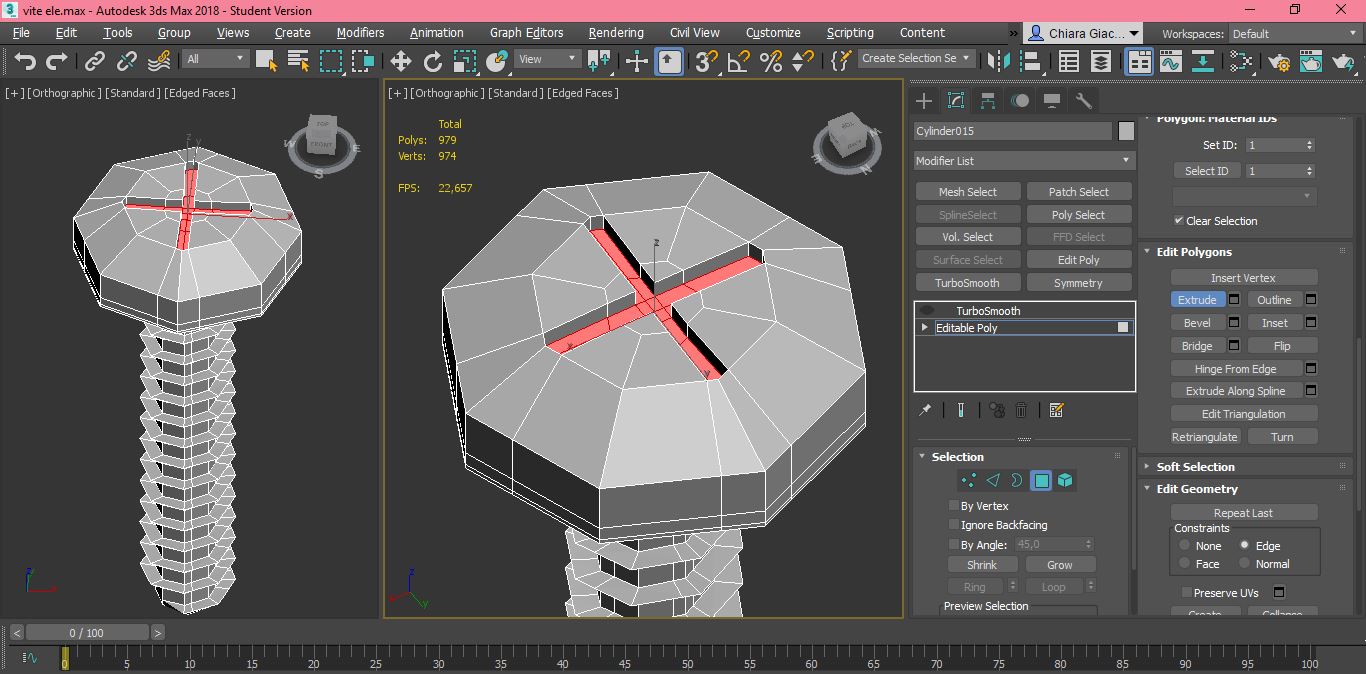 3 vite ele.max - Autodesk 3ds Max 2018 - Student Version
File Edit Tools Group Views Create Modifiers Animation Graph Editors Rendering Civil View Customize Scripting Content » Chiara Giac... Workspaces: Default
All View 3 % Create Selection Se
[+] [Orthographic] [Standard] [Edged Faces]
TOP
FRONT
W E
S
z
y
x
z
[+] [Orthographic] [Standard] [Edged Faces]
Total
Polys: 979
Verts: 974
FPS: 22,657
N
z
x
y
z
y
Cylinder015
Modifier List
Mesh Select Patch Select
SplineSelect Poly Select
Vol. Select FFD Select
Surface Select Edit Poly
TurboSmooth Symmetry
TurboSmooth
Editable Poly
Selection
By Vertex
Ignore Backfacing
By Angle: 45,0
Shrink Grow
Ring Loop
Preview Selection
Polygon: Material IDs
Set ID: 1
Select ID 1
Clear Selection
Edit Polygons
Insert Vertex
Extrude Outline
Bevel Inset
Bridge Flip
Hinge From Edge
Extrude Along Spline
Edit Triangulation
Retriangulate Turn
Soft Selection
Edit Geometry
Repeat Last
Constraints
None Edge
Face Normal
Preserve UVs
Create Collapse
< 0 / 100 >
0 5 10 15 20 25 30 35 40 45 50 55 60 65 70 75 80 85 90 95 100